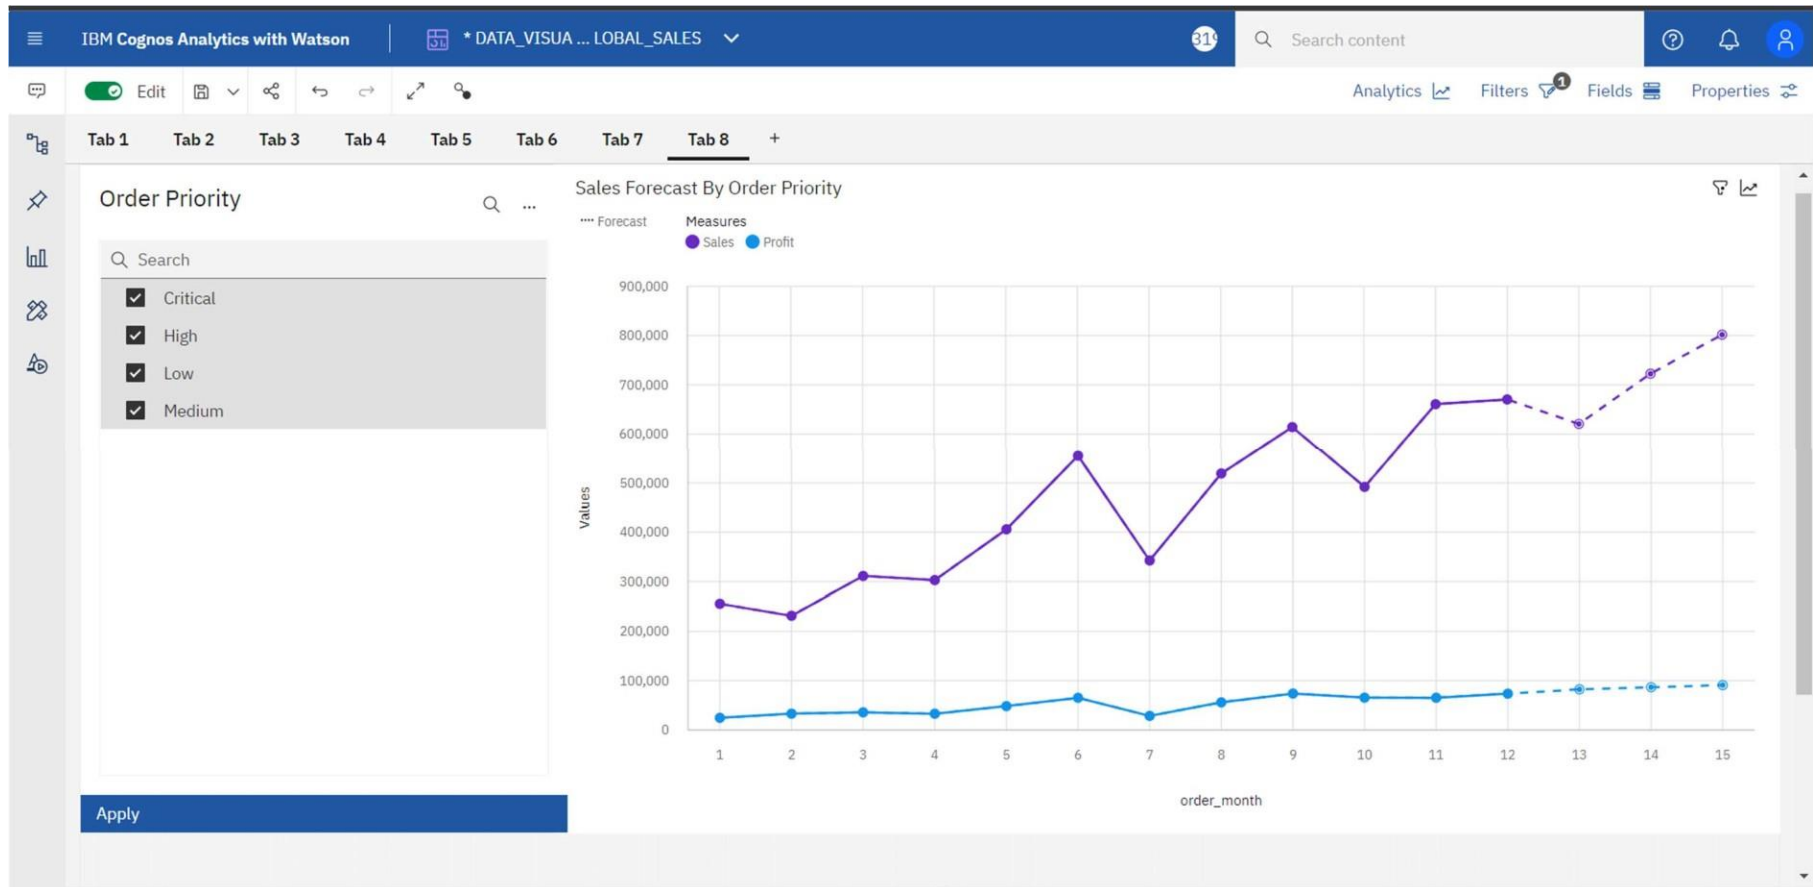 IBM Cognos Analytics with Watson
* DATA_VISUA ... LOBAL_SALES
Search content
Edit
Analytics
Filters
1
Fields
Properties
Tab 1 Tab 2 Tab 3 Tab 4 Tab 5 Tab 6 Tab 7 Tab 8 +
Order Priority
...
Search
Critical
High
Low
Medium
Apply
Sales Forecast By Order Priority
Forecast
Measures
Sales Profit
900,000
800,000
700,000
600,000
500,000
400,000
300,000
200,000
100,000
0
Values
1 2 3 4 5 6 7 8 9 10 11 12 13 14 15
order_month